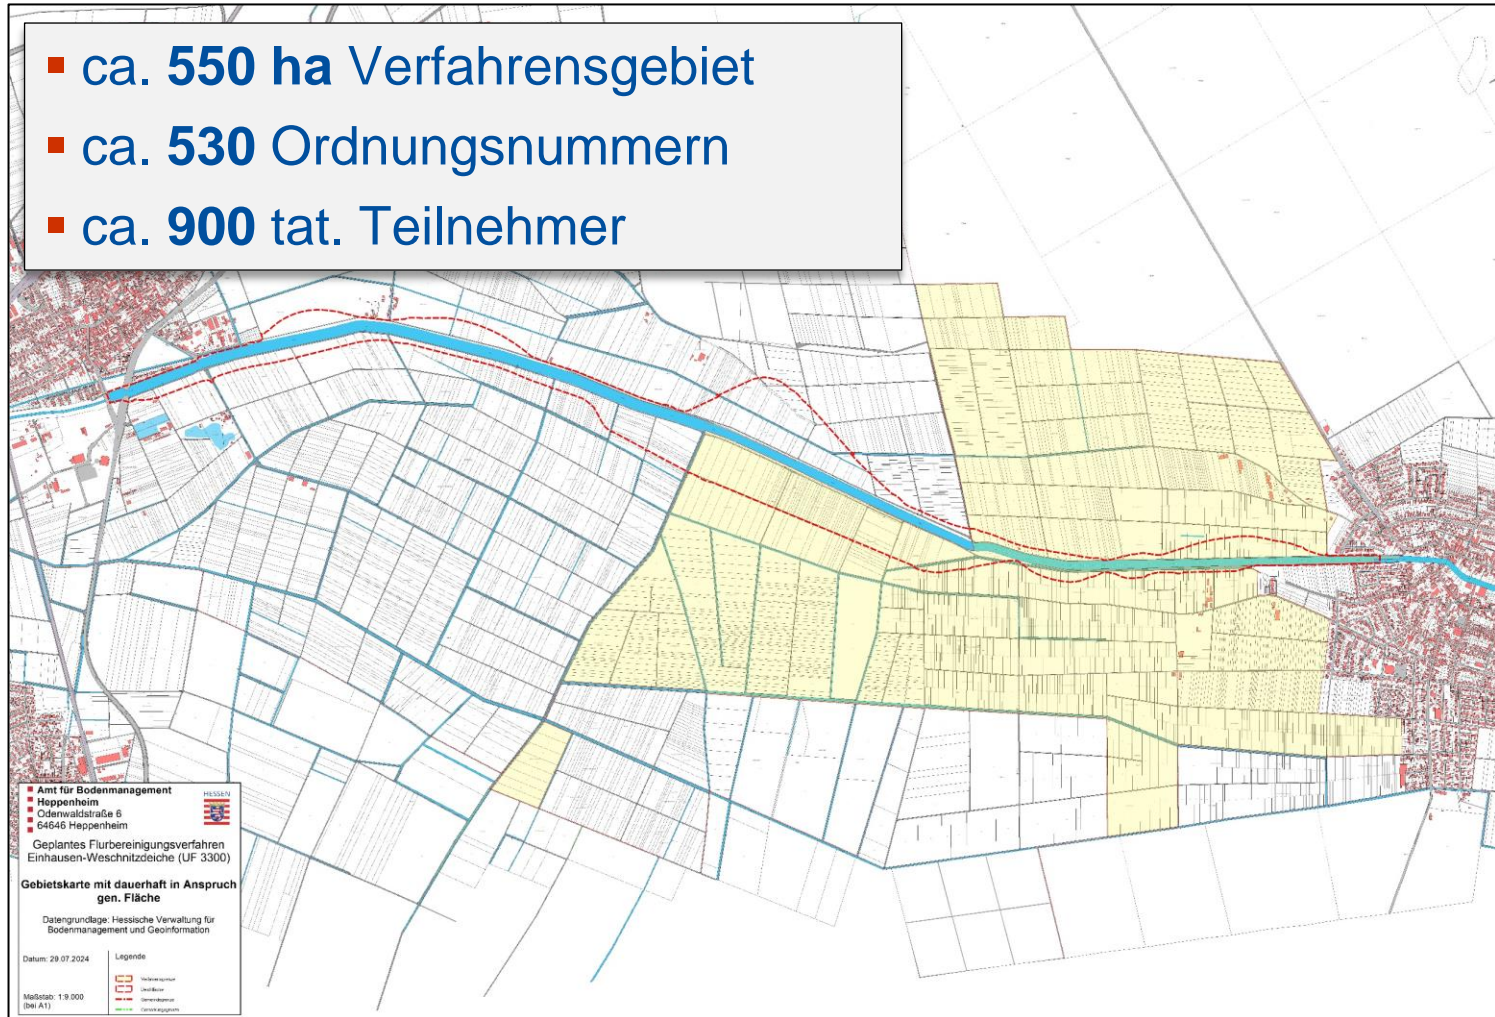 ca. 550 ha Verfahrensgebiet
ca. 530 Ordnungsnummern
ca. 900 tat. Teilnehmer
Amt für Bodenmanagement
Heppenheim
Odenwaldstraße 6
64646 Heppenheim
HESSEN
Geplantes Flurbereinigungsverfahren
Einhausen-Weschnitzdeiche (UF 3300)
Gebietskarte mit dauerhaft in Anspruch
gen. Fläche
Datengrundlage: Hessische Verwaltung für
Bodenmanagement und Geoinformation
Datum: 29.07.2024
Legende
Maßstab: 1:9.000
(bei A1)